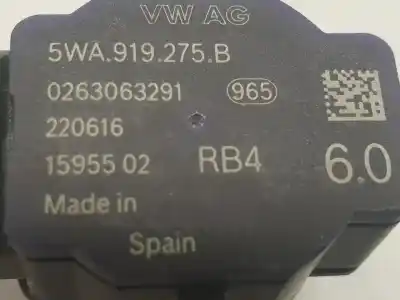 VW AG
5WA.919.275.B
0263063291 965
220616
15955 02 RB4 6.0
Made in
Spain